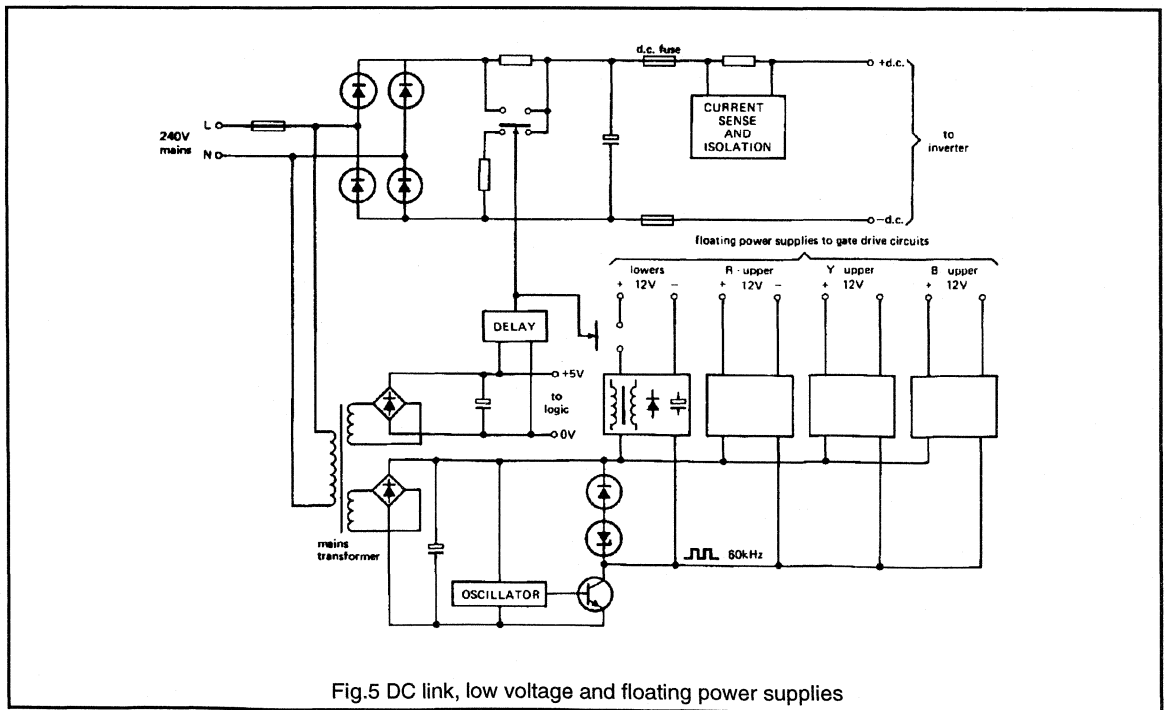 d.c. fuse
+d.c.
L
240V
mains
N
CURRENT
SENSE
AND
ISOLATION
to
inverter
−d.c.
floating power supplies to gate drive circuits
lowers
+ 12V −
R - upper
+ 12V −
Y upper
+ 12V
B upper
+ 12V
DELAY
+5V
to
logic
0V
mains
transformer
60kHz
OSCILLATOR
Fig.5 DC link, low voltage and floating power supplies